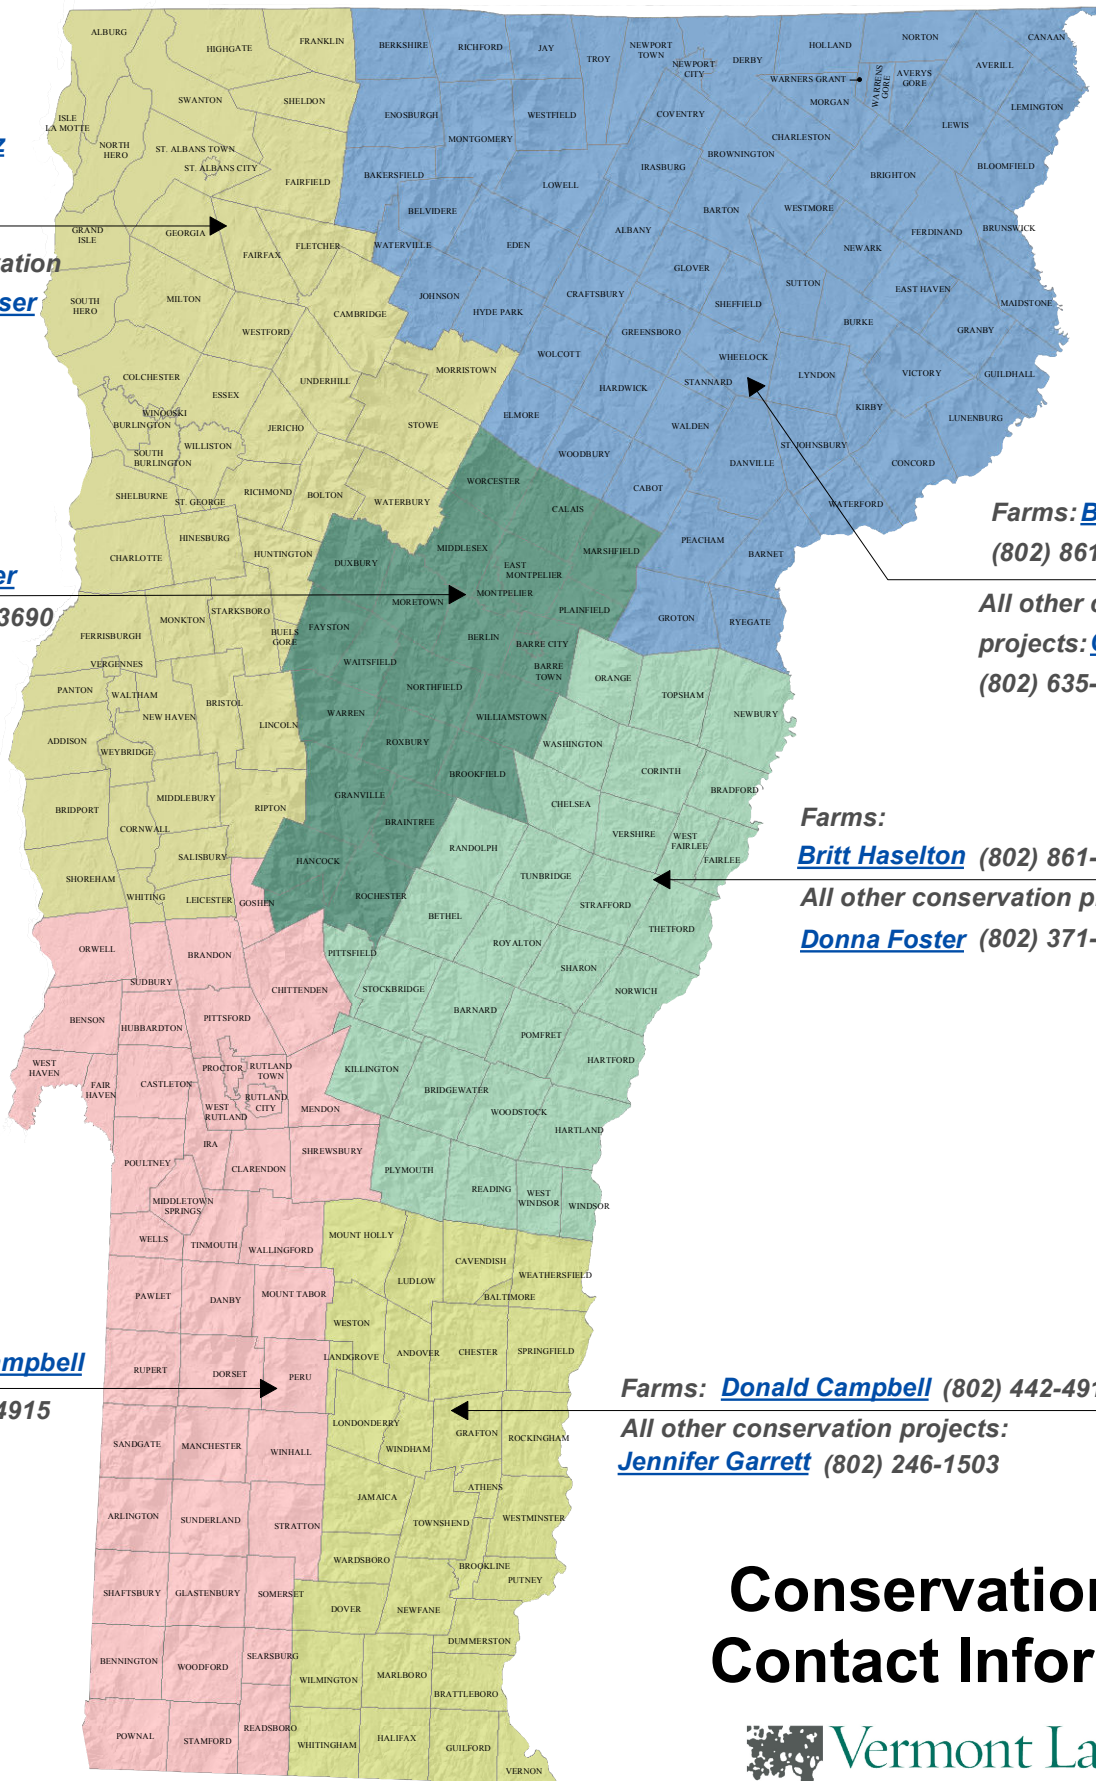 ALBURG
HIGHGATE
FRANKLIN
BERKSHIRE
RICHFORD
JAY
TROY
NEWPORT
TOWN
NEWPORT
CITY
DERBY
HOLLAND
NORTON
CANAAN
WARNERS GRANT
WARRENS
GORE
AVERYS
GORE
AVERILL
MORGAN
LEMINGTON
LEWIS
ISLE
LA MOTTE
SWANTON
SHELDON
ENOSBURGH
WESTFIELD
COVENTRY
CHARLESTON
NORTH
HERO
ST. ALBANS TOWN
ST. ALBANS CITY
MONTGOMERY
BROWNINGTON
IRASBURG
BRIGHTON
BLOOMFIELD
FAIRFIELD
BAKERSFIELD
LOWELL
BELVIDERE
BARTON
WESTMORE
GRAND
ISLE
GEORGIA
FAIRFAX
FLETCHER
WATERVILLE
EDEN
ALBANY
NEWARK
FERDINAND
BRUNSWICK
GLOVER
ation
ser
SOUTH
HERO
MILTON
CAMBRIDGE
JOHNSON
HYDE PARK
CRAFTSBURY
SHEFFIELD
SUTTON
EAST HAVEN
MAIDSTONE
WESTFORD
GREENSBORO
BURKE
GRANBY
WOLCOTT
WHEELOCK
COLCHESTER
UNDERHILL
MORRISTOWN
HARDWICK
STANNARD
LYNDON
VICTORY
GUILDHALL
ESSEX
WINOOSKI
BURLINGTON
JERICHO
STOWE
ELMORE
WALDEN
KIRBY
LUNENBURG
SOUTH
BURLINGTON
WILLISTON
WOODBURY
DANVILLE
ST. JOHNSBURY
CONCORD
SHELBURNE
ST. GEORGE
RICHMOND
BOLTON
WATERBURY
WORCESTER
CABOT
WATERFORD
CALAIS
HINESBURG
CHARLOTTE
HUNTINGTON
DUXBURY
MIDDLESEX
EAST
MONTPELIER
MARSHFIELD
PEACHAM
BARNET
Farms: B
(802) 861
er
3690
MORETOWN
MONTPELIER
PLAINFIELD
All other c
projects:
(802) 635-
STARKSBORO
MONKTON
FERRISBURGH
BUELS
GORE
FAYSTON
BERLIN
BARRE CITY
GROTON
RYEGATE
VERGENNES
WAITSFIELD
BARRE
TOWN
PANTON
WALTHAM
NORTHFIELD
ORANGE
TOPSHAM
NEWBURY
NEW HAVEN
BRISTOL
LINCOLN
WARREN
WILLIAMSTOWN
ADDISON
WEYBRIDGE
ROXBURY
WASHINGTON
CORINTH
BROOKFIELD
BRADFORD
BRIDPORT
MIDDLEBURY
RIPTON
GRANVILLE
CHELSEA
CORNWALL
BRAINTREE
VERSHIRE
WEST
FAIRLEE
FAIRLEE
Farms:
SALISBURY
HANCOCK
RANDOLPH
Britt Haselton (802) 861-
SHOREHAM
WHITING
LEICESTER
GOSHEN
ROCHESTER
TUNBRIDGE
STRAFFORD
All other conservation p
BETHEL
THETFORD
Donna Foster (802) 371-
ORWELL
SUDBURY
BRANDON
PITTSFIELD
ROYALTON
SHARON
CHITTENDEN
STOCKBRIDGE
NORWICH
BENSON
HUBBARDTON
PITTSFORD
BARNARD
POMFRET
WEST
HAVEN
PROCTOR
RUTLAND
TOWN
KILLINGTON
HARTFORD
FAIR
HAVEN
CASTLETON
WEST
RUTLAND
RUTLAND
CITY
MENDON
BRIDGEWATER
WOODSTOCK
HARTLAND
IRA
POULTNEY
CLARENDON
SHREWSBURY
PLYMOUTH
MIDDLETOWN
SPRINGS
READING
WEST
WINDSOR
WINDSOR
WELLS
TINMOUTH
WALLINGFORD
MOUNT HOLLY
CAVENDISH
LUDLOW
WEATHERSFIELD
PAWLET
DANBY
MOUNT TABOR
BALTIMORE
WESTON
RUPERT
DORSET
PERU
LANDGROVE
ANDOVER
CHESTER
SPRINGFIELD
ampbell
4915
Farms: Donald Campbell (802) 442-491
All other conservation projects:
Jennifer Garrett (802) 246-1503
LONDONDERRY
WINDHAM
GRAFTON
ROCKINGHAM
SANDGATE
MANCHESTER
WINHALL
JAMAICA
ATHENS
ARLINGTON
SUNDERLAND
STRATTON
TOWNSHEND
WESTMINSTER
WARDSBORO
BROOKLINE
PUTNEY
SHAFTSBURY
GLASTENBURY
SOMERSET
DOVER
NEWFANE
DUMMERSTON
BENNINGTON
WOODFORD
SEARSBURG
WILMINGTON
MARLBORO
BRATTLEBORO
POWNAL
STAMFORD
READSBORO
WHITINGHAM
HALIFAX
GUILFORD
VERNON
Conservation
Contact Infor
Vermont La